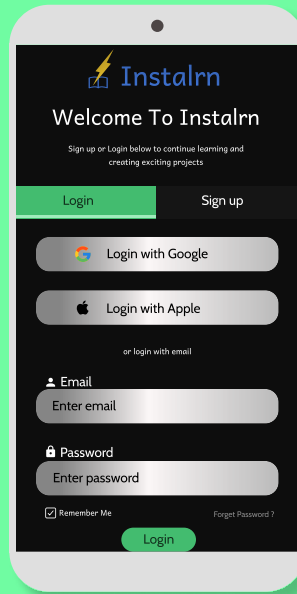 Instalrn
Welcome To Instalrn
Sign up or Login below to continue learning and
creating exciting projects
Login
Sign up
Login with Google
Login with Apple
or login with email
Email
Enter email
Password
Enter password
Remember Me
Forget Password ?
Login